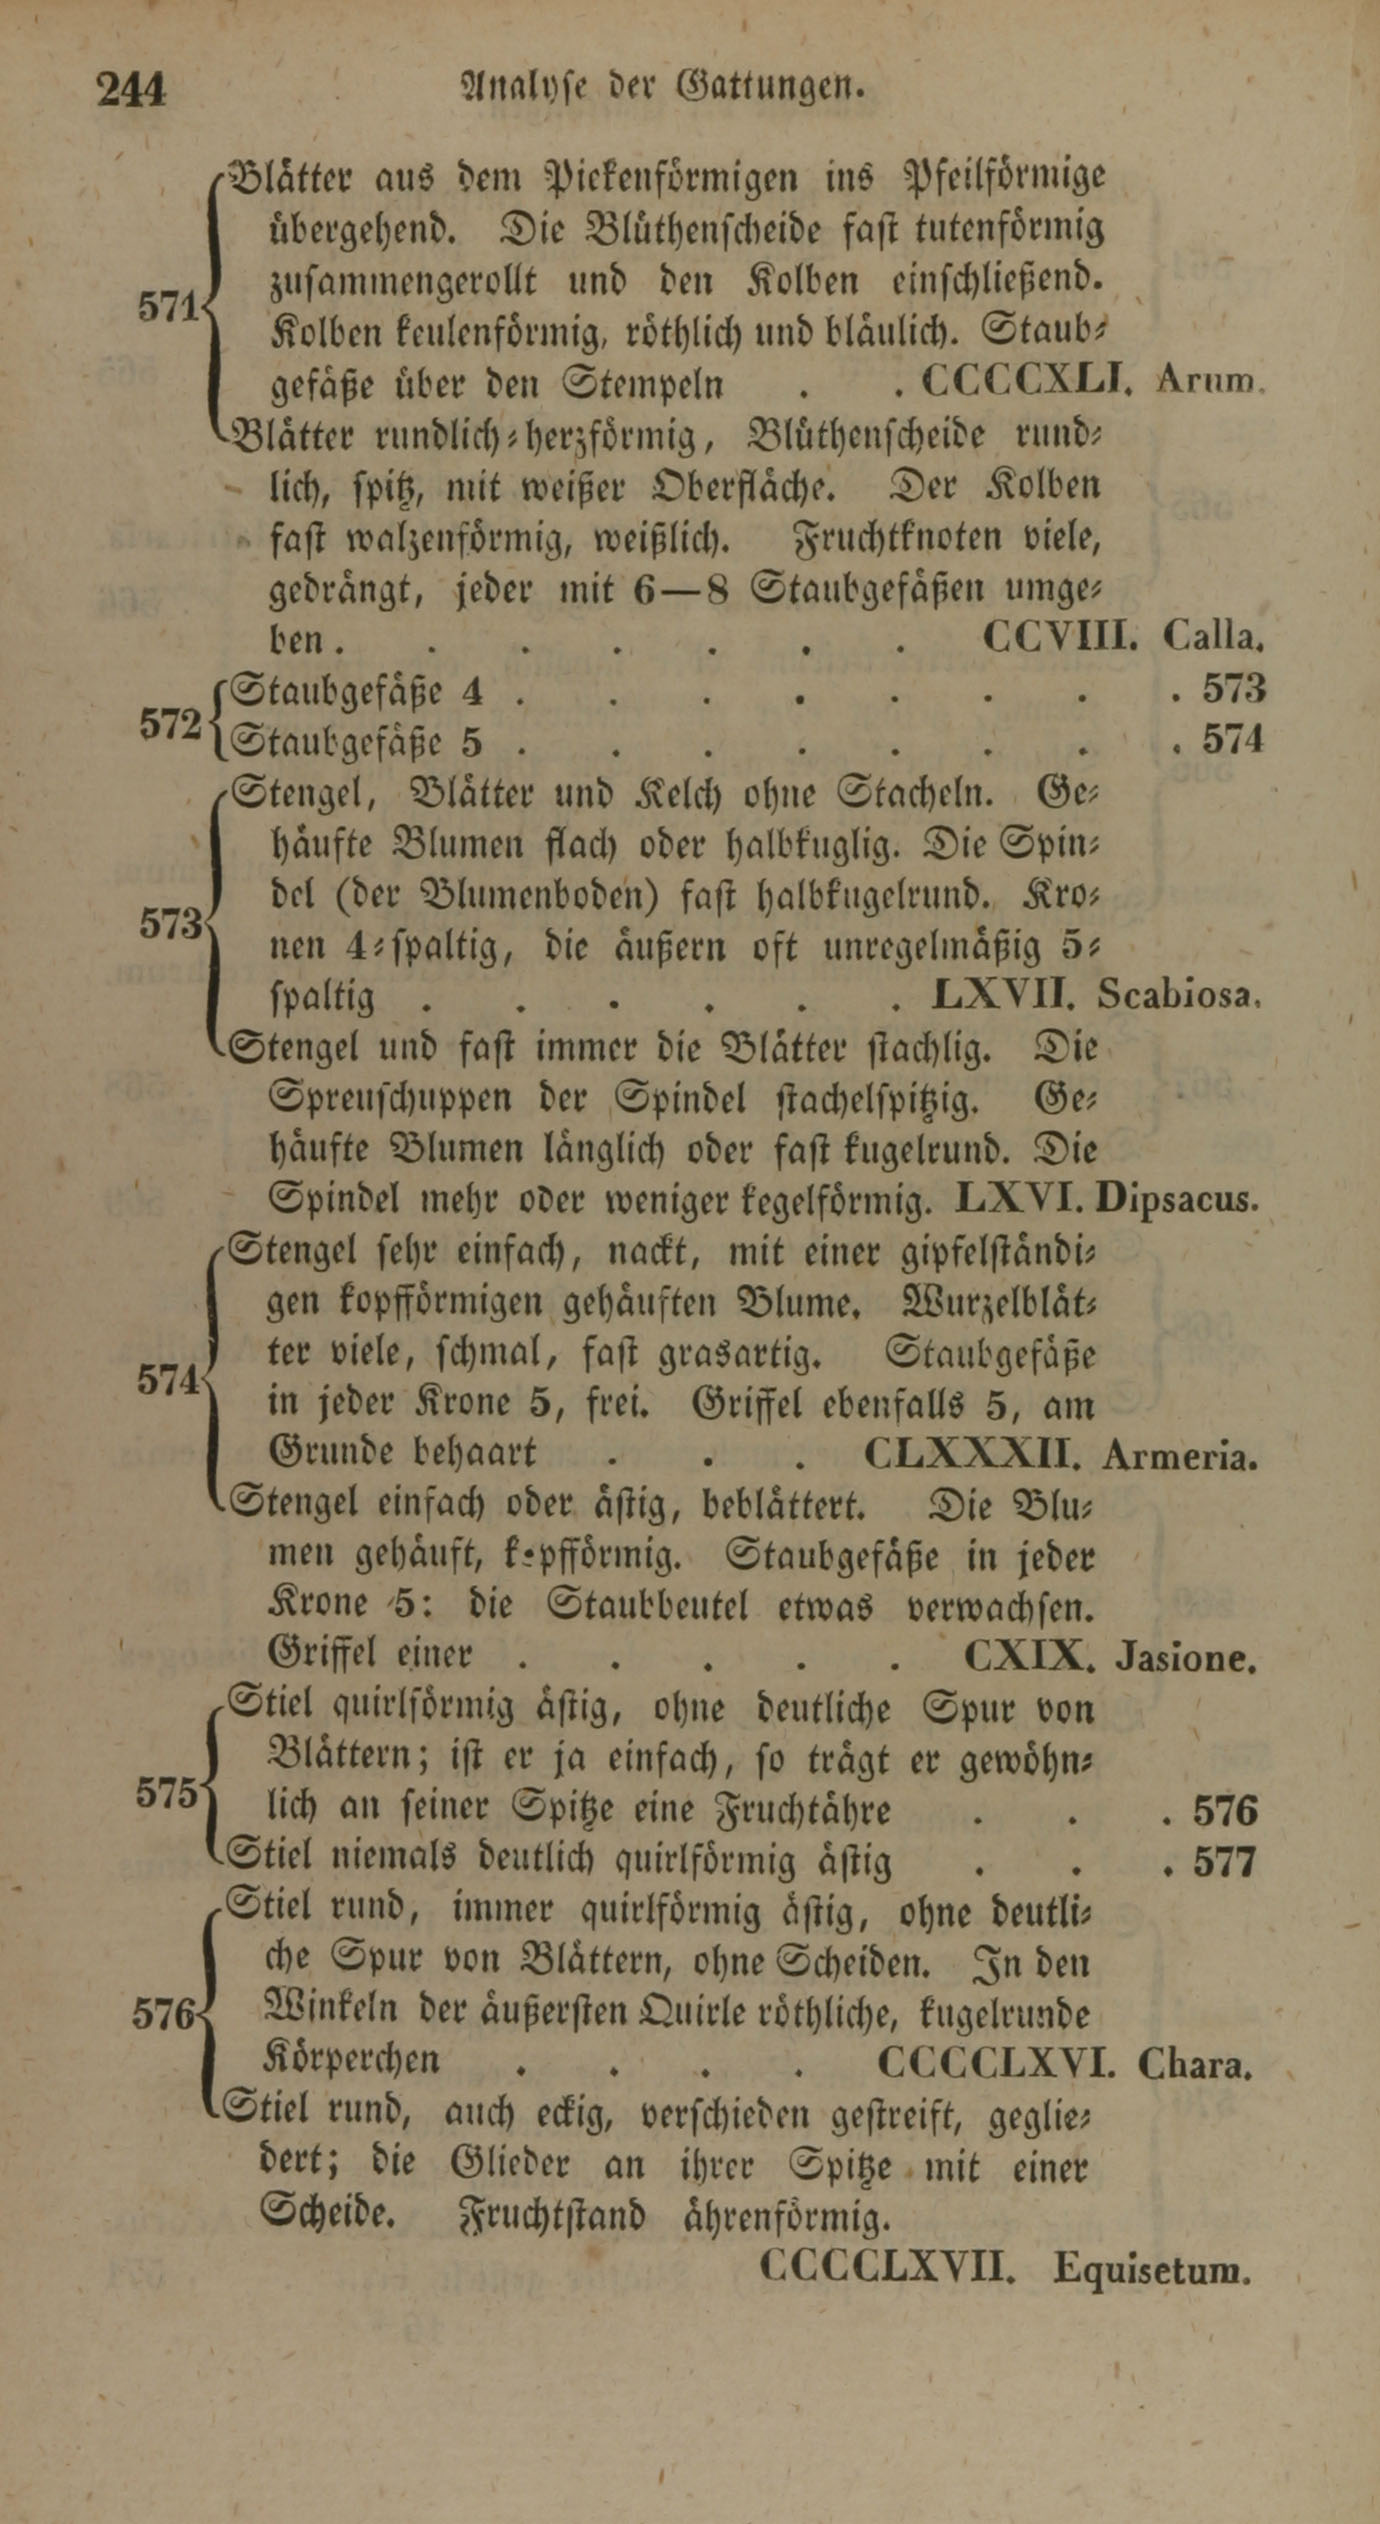 244 Analyse der Gattungen.
Blätter aus dem Piekenförmigen ins Pfeilförmige
übergehend. Die Blüthenscheide fast tutenförmig
zusammengerollt und den Kolben einschließend.
571
Kolben keulenförmig, röthlich und bläulich. Staub⸗
gefäße über den Stempeln . . CCCCXLI. Arum.
Blätter rundlich⸗herzförmig, Blüthenscheide rund⸗
lich, spitz, mit weißer Oberfläche. Der Kolben
fast walzenförmig, weißlich. Fruchtknoten viele,
gedrängt, jeder mit 6—8 Staubgefäßen umge⸗
ben . . . . . . . CCVIII. Calla.
Staubgefäße 4 . . . . . . . . 573
572
Staubgefäße 5 . . . . . . . . 574
Stengel, Blätter und Kelch ohne Stacheln. Ge⸗
häufte Blumen flach oder halbkuglig. Die Spin⸗
del (der Blumenboden) fast halbkugelrund. Kro⸗
573
nen 4⸗spaltig, die äußern oft unregelmäßig 5⸗
spaltig . . . . . . LXVII. Scabiosa.
Stengel und fast immer die Blätter stachlig. Die
Spreuschuppen der Spindel stachelspitzig. Ge⸗
häufte Blumen länglich oder fast kugelrund. Die
Spindel mehr oder weniger kegelförmig. LXVI. Dipsacus.
Stengel sehr einfach, nackt, mit einer gipfelständi⸗
gen kopfförmigen gehäuften Blume. Wurzelblät⸗
ter viele, schmal, fast grasartig. Staubgefäße
574
in jeder Krone 5, frei. Griffel ebenfalls 5, am
Grunde behaart . . . CLXXXII. Armeria.
Stengel einfach oder ästig, beblättert. Die Blu⸗
men gehäuft, kopfförmig. Staubgefäße in jeder
Krone 5: die Staubbeutel etwas verwachsen.
Griffel einer . . . . . CXIX. Jasione.
Stiel quirlförmig ästig, ohne deutliche Spur von
Blättern; ist er ja einfach, so trägt er gewöhn⸗
575
lich an seiner Spitze eine Fruchtähre . . . 576
Stiel niemals deutlich quirlförmig ästig . . . 577
Stiel rund, immer quirlförmig ästig, ohne deutli⸗
che Spur von Blättern, ohne Scheiden. In den
576
Winkeln der äußersten Quirle röthliche, kugelrunde
Körperchen . . . . CCCCLXVI. Chara.
Stiel rund, auch eckig, verschieden gestreift, geglie⸗
dert; die Glieder an ihrer Spitze mit einer
Scheide. Fruchtstand ährenförmig.
CCCCLXVII. Equisetum.